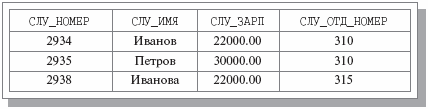 СЛУ_НОМЕР СЛУ_ИМЯ СЛУ_ЗАРП СЛУ_ОТД_НОМЕР
2934 Иванов 22000.00 310
2935 Петров 30000.00 310
2938 Иванова 22000.00 315